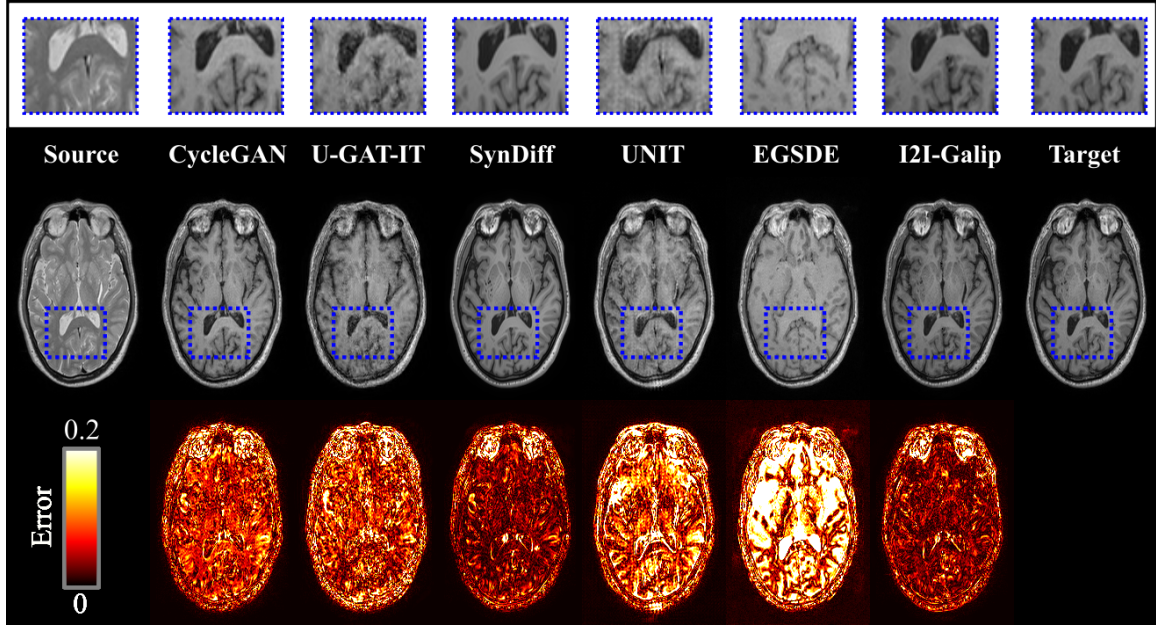 Source CycleGAN U-GAT-IT SynDiff UNIT EGSDE I2I-Galip Target
0.2
Error
0